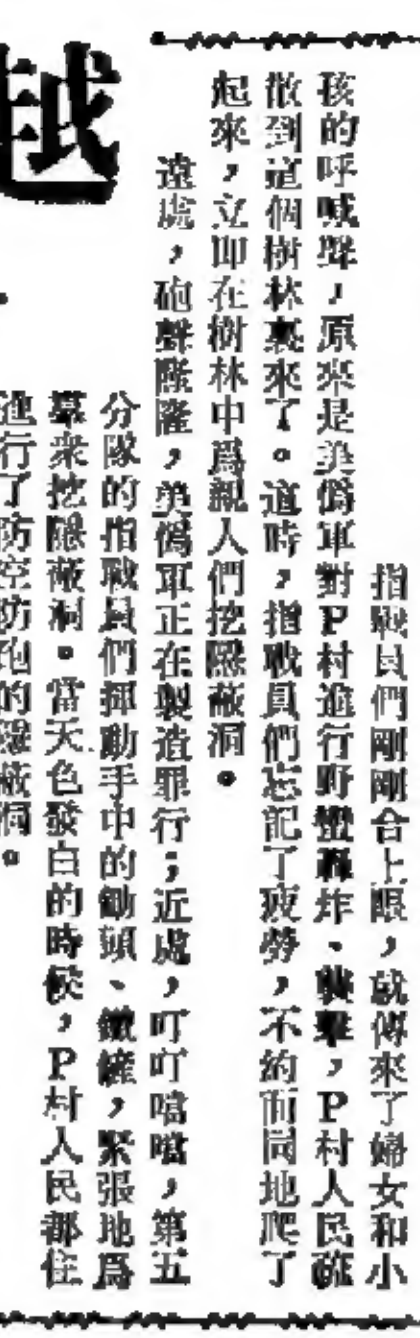 越
指戰員們剛剛合上眼，就傳來了婦女和小
孩的呼喊聲，原來是美僞軍對P村進行野蠻轟炸、襲擊，P村人民疏
散到這個樹林裏來了。這時，指戰員們忘記了疲勞，不約而同地爬了
起來，立即在樹林中爲親人們挖隱蔽洞。
遠處，砲聲隆隆，美僞軍正在製造罪行；近處，叮叮噹噹，第五
分隊的指戰員們揮動手中的鋤頭、鐵鏟，緊張地爲
羣衆挖隱蔽洞。當天色發白的時候，P村人民都住
進行了防空防炮的隱蔽洞。